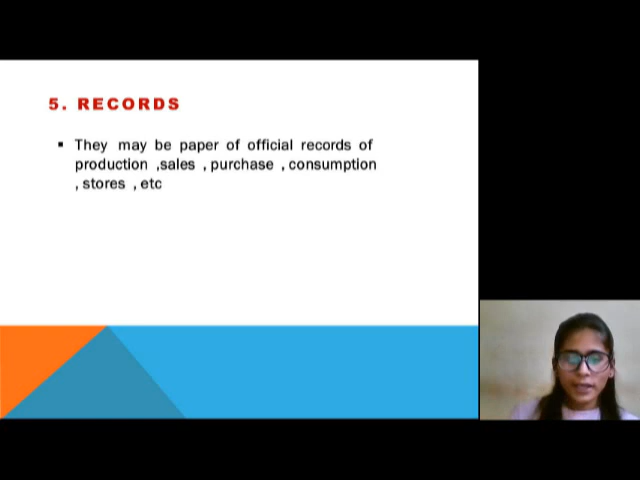 5. RECORDS
▪ They may be paper of official records of
production ,sales , purchase , consumption
, stores , etc